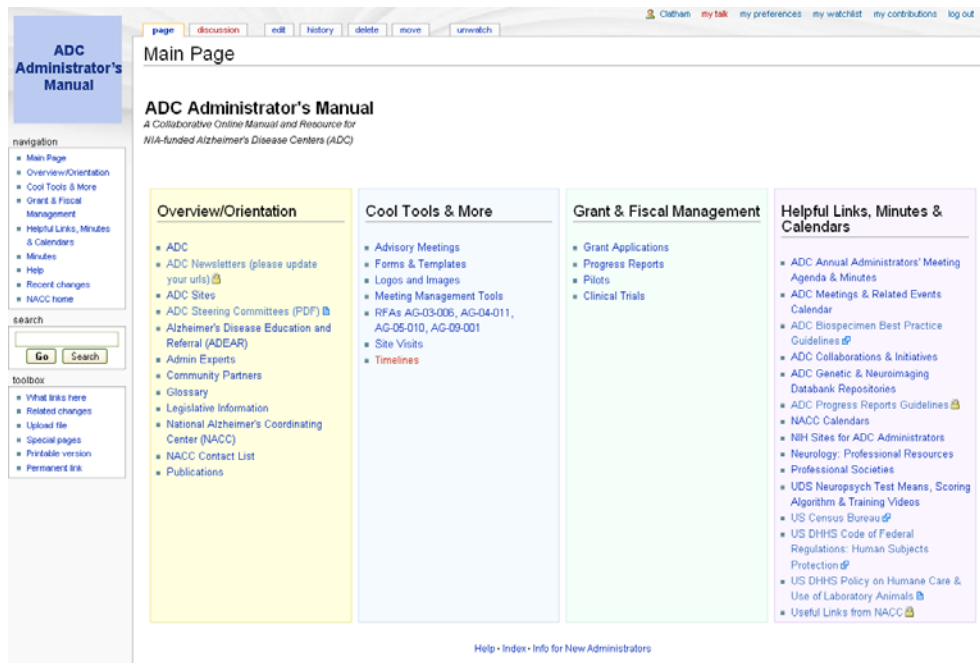 Clatham my talk my preferences my watchlist my contributions log out
page discussion edit history delete move unwatch
ADC
Administrator's
Manual
Main Page
ADC Administrator's Manual
A Collaborative Online Manual and Resource for
NIA-funded Alzheimer's Disease Centers (ADC)
navigation
Main Page
Overview/Orientation
Cool Tools & More
Grant & Fiscal
Management
Helpful Links, Minutes
& Calendars
Minutes
Help
Recent changes
NACC home
search
Go Search
toolbox
What links here
Related changes
Upload file
Special pages
Printable version
Permanent link
Overview/Orientation
ADC
ADC Newsletters (please update
your urls)
ADC Sites
ADC Steering Committees (PDF)
Alzheimer's Disease Education and
Referral (ADEAR)
Admin Experts
Community Partners
Glossary
Legislative Information
National Alzheimer's Coordinating
Center (NACC)
NACC Contact List
Publications
Cool Tools & More
Advisory Meetings
Forms & Templates
Logos and Images
Meeting Management Tools
RFAs AG-03-006, AG-04-011,
AG-05-010, AG-09-001
Site Visits
Timelines
Grant & Fiscal Management
Grant Applications
Progress Reports
Pilots
Clinical Trials
Helpful Links, Minutes &
Calendars
ADC Annual Administrators' Meeting
Agenda & Minutes
ADC Meetings & Related Events
Calendar
ADC Biospecimen Best Practice
Guidelines
ADC Collaborations & Initiatives
ADC Genetic & Neuroimaging
Databank Repositories
ADC Progress Reports Guidelines
NACC Calendars
NIH Sites for ADC Administrators
Neurology: Professional Resources
Professional Societies
UDS Neuropsych Test Means, Scoring
Algorithm & Training Videos
US Census Bureau
US DHHS Code of Federal
Regulations: Human Subjects
Protection
US DHHS Policy on Humane Care &
Use of Laboratory Animals
Useful Links from NACC
Help • Index • Info for New Administrators